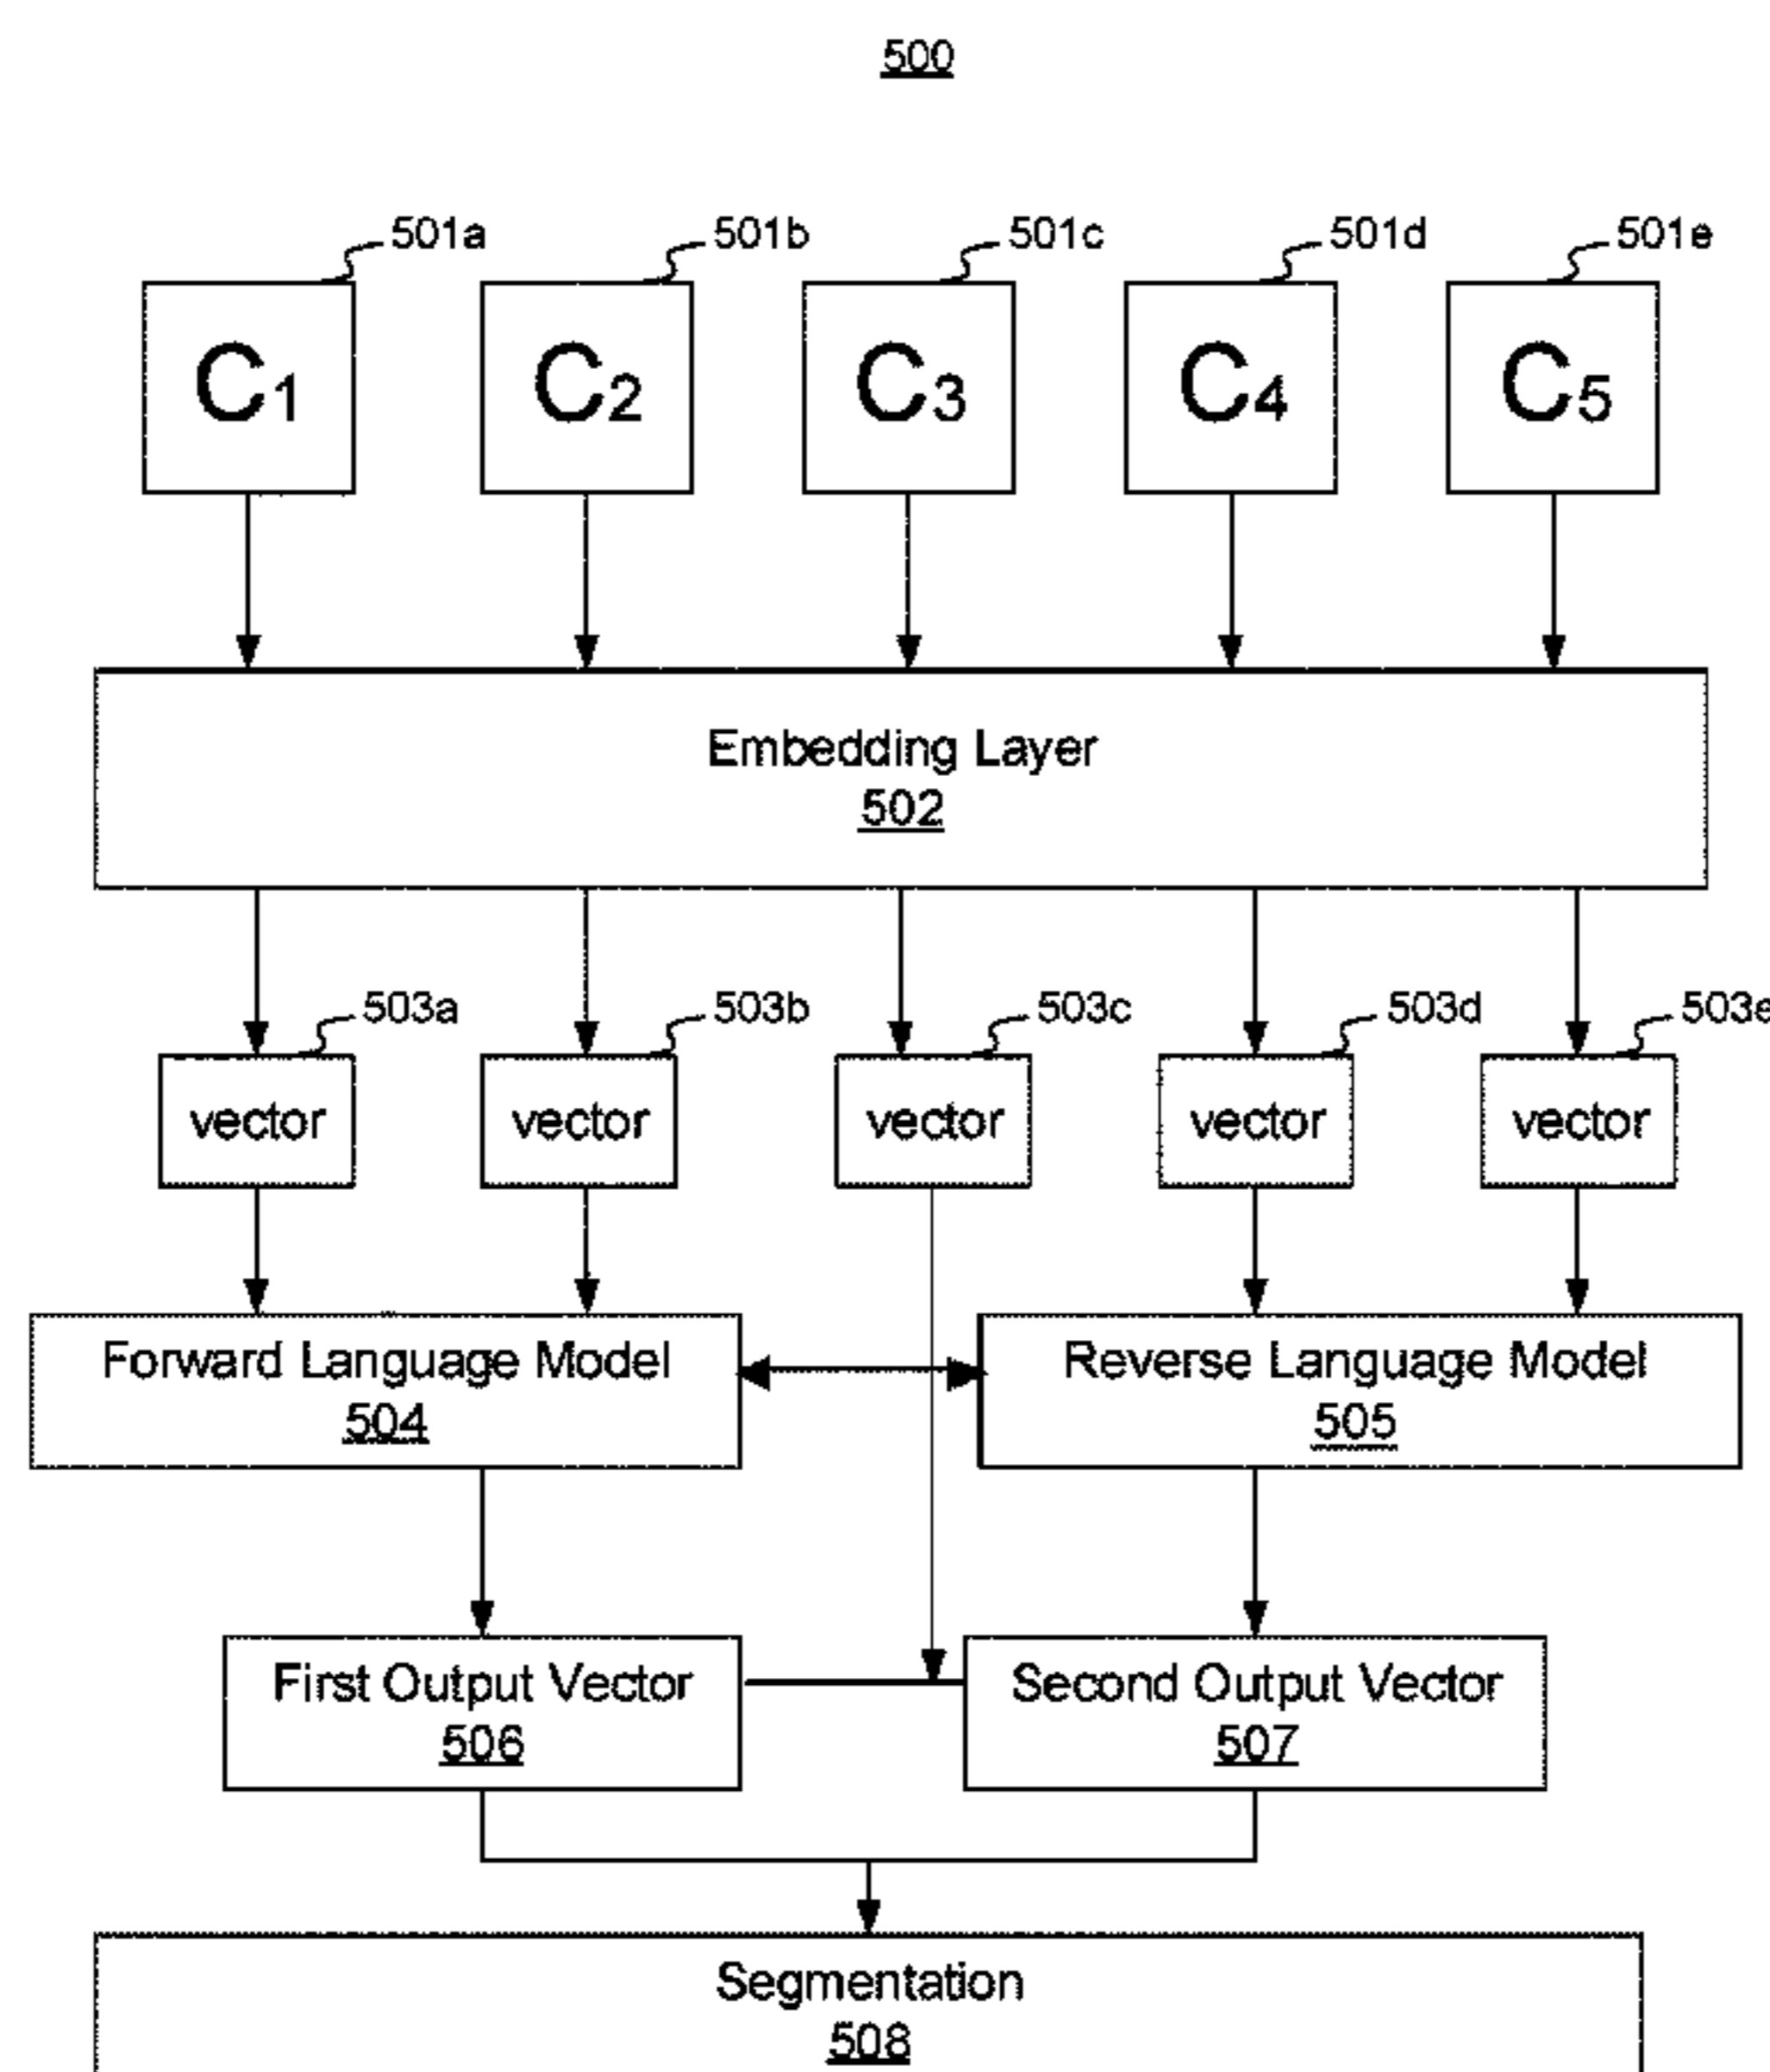 500
501a 501b 501c 501d 501e
C1 C2 C3 C4 C5
Embedding Layer
502
503a 503b 503c 503d 503e
vector vector vector vector vector
Forward Language Model Reverse Language Model
504 505
First Output Vector Second Output Vector
506 507
Segmentation
508